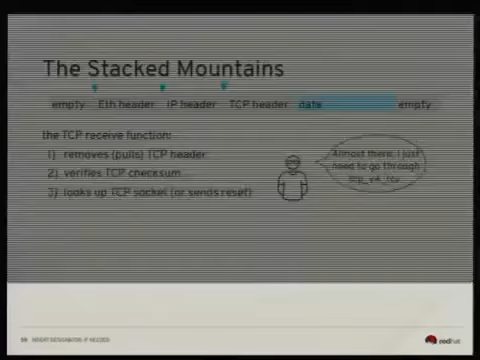 The Stacked Mountains
empty Eth header IP header TCP header data empty
the TCP receive function:
1) removes (pulls) TCP header
2) verifies TCP checksum
3) looks up TCP socket (or sends reset)
Almost there, I just
need to go through
tcp_v4_rcv
redhat